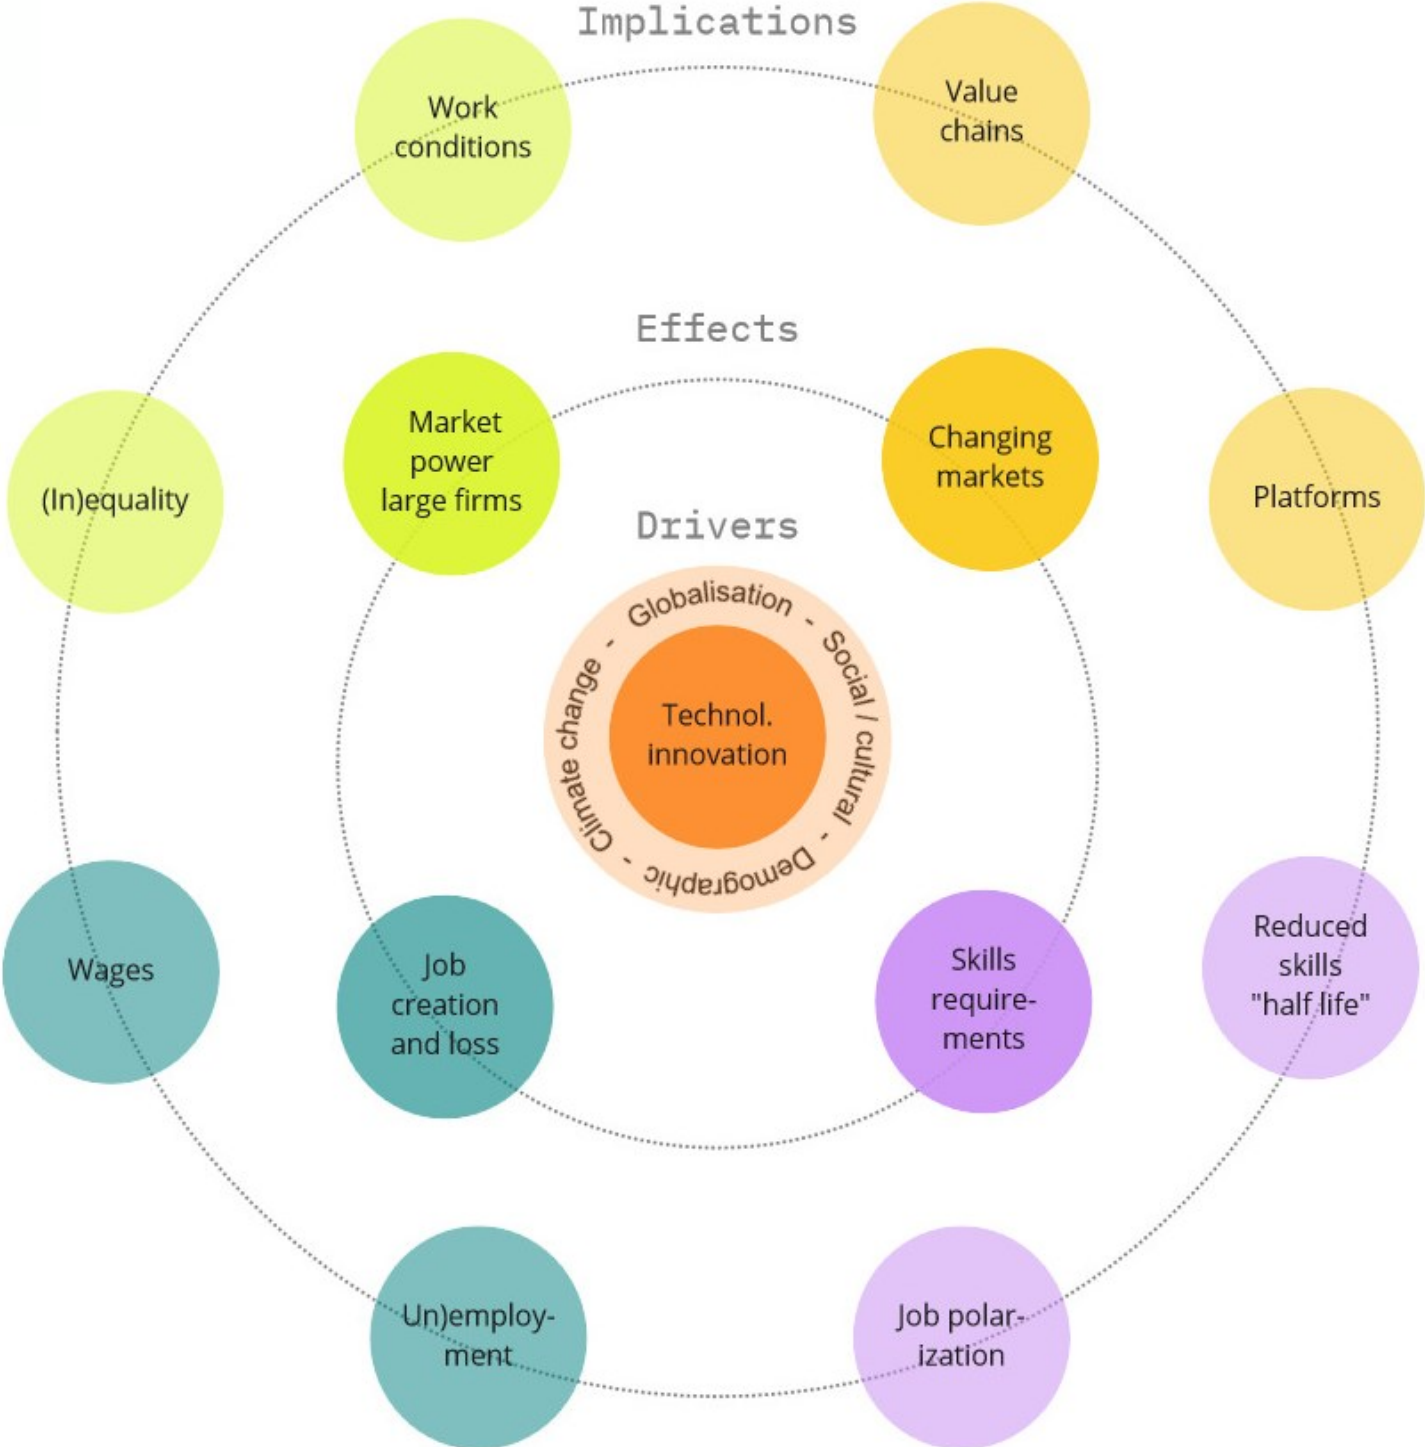 Implications
Work
conditions
Value
chains
Effects
Market
power
large firms
Changing
markets
(In)equality
Platforms
Drivers
Globalisation - Social / cultural - Demographic - Climate change -
Technol.
innovation
Wages
Job
creation
and loss
Skills
require-
ments
Reduced
skills
"half life"
Un)employ-
ment
Job polar-
ization